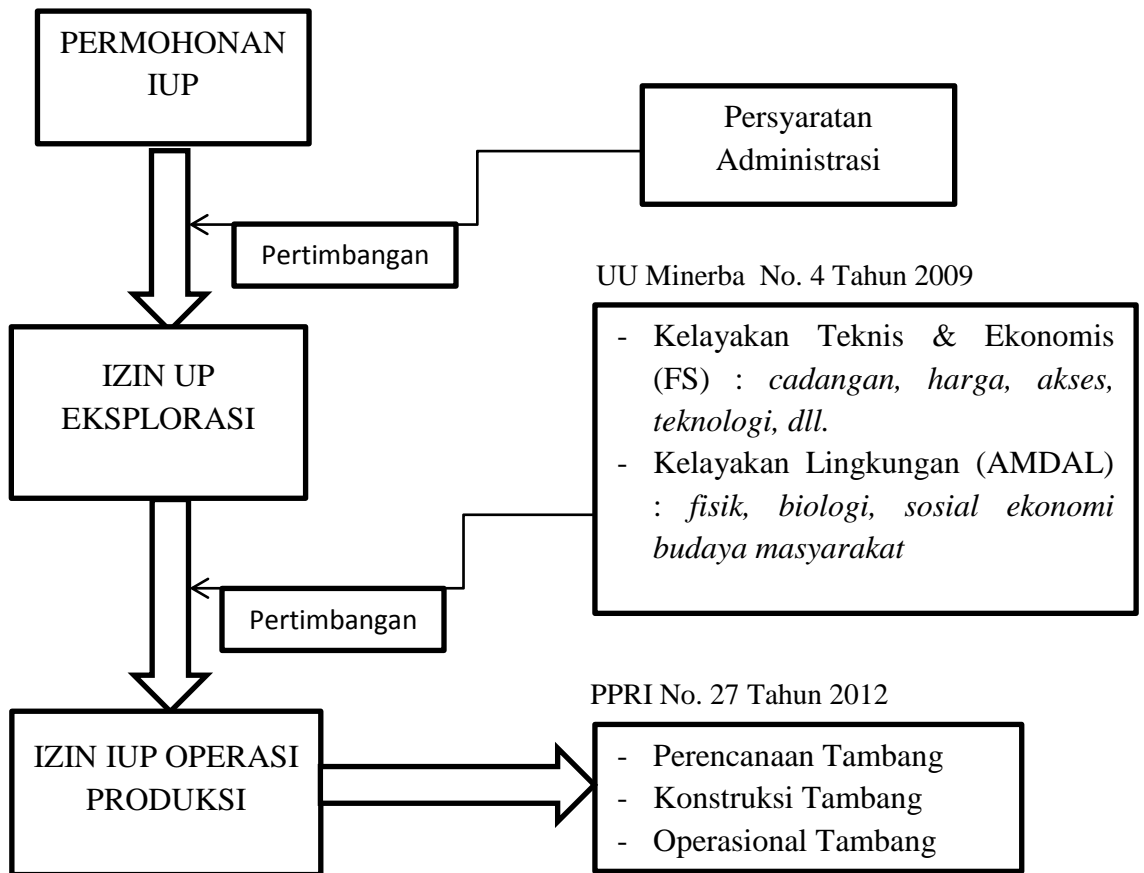 PERMOHONAN
IUP
Persyaratan
Administrasi
Pertimbangan
UU Minerba No. 4 Tahun 2009
IZIN UP
EKSPLORASI
- Kelayakan Teknis & Ekonomis
(FS) : cadangan, harga, akses,
teknologi, dll.
- Kelayakan Lingkungan (AMDAL)
: fisik, biologi, sosial ekonomi
budaya masyarakat
Pertimbangan
PPRI No. 27 Tahun 2012
IZIN IUP OPERASI
PRODUKSI
- Perencanaan Tambang
- Konstruksi Tambang
- Operasional Tambang